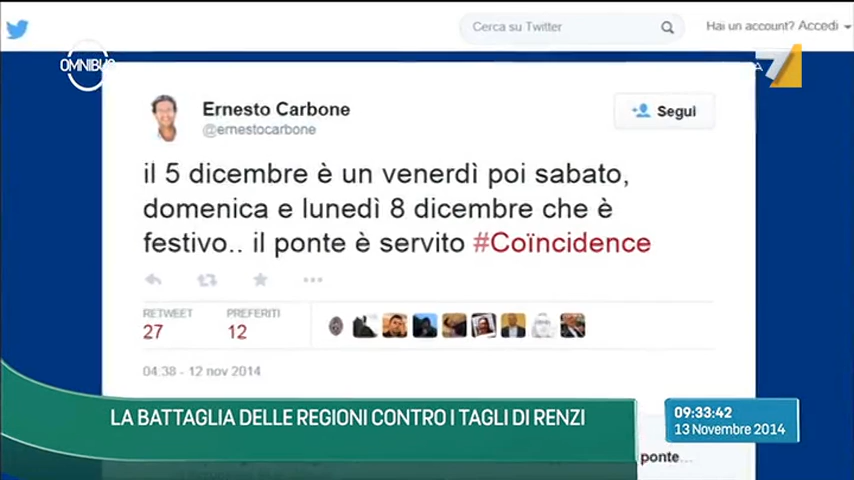 Cerca su Twitter
Hai un account? Accedi
OMNIBUS
7
Ernesto Carbone
@ernestocarbone
Segui
il 5 dicembre è un venerdì poi sabato,
domenica e lunedì 8 dicembre che è
festivo.. il ponte è servito #Coïncidence
RETWEET
PREFERITI
27
12
04:38 - 12 nov 2014
LA BATTAGLIA DELLE REGIONI CONTRO I TAGLI DI RENZI
09:33:42
13 Novembre 2014
ponte...